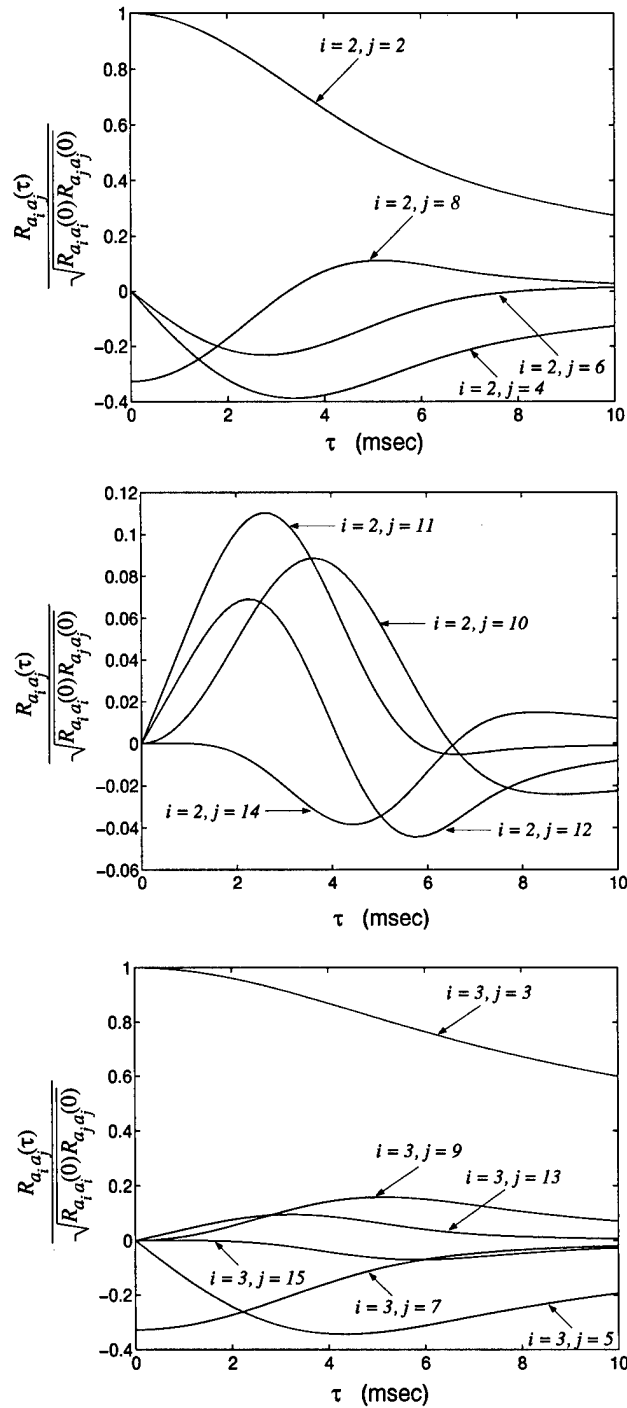 1
0.8
0.6
0.4
0.2
0
-0.2
-0.4
0 2 4 6 8 10
i = 2, j = 2
i = 2, j = 8
i = 2, j = 6
i = 2, j = 4
R_{a_i a_j}(τ)
√R_{a_i a_i}(0)R_{a_j a_j}(0)
τ (msec)
0.12
0.1
0.08
0.06
0.04
0.02
0
-0.02
-0.04
-0.06
0 2 4 6 8 10
i = 2, j = 11
i = 2, j = 10
i = 2, j = 14
i = 2, j = 12
R_{a_i a_j}(τ)
√R_{a_i a_i}(0)R_{a_j a_j}(0)
τ (msec)
1
0.8
0.6
0.4
0.2
0
-0.2
-0.4
0 2 4 6 8 10
i = 3, j = 3
i = 3, j = 9
i = 3, j = 13
i = 3, j = 15
i = 3, j = 7
i = 3, j = 5
R_{a_i a_j}(τ)
√R_{a_i a_i}(0)R_{a_j a_j}(0)
τ (msec)